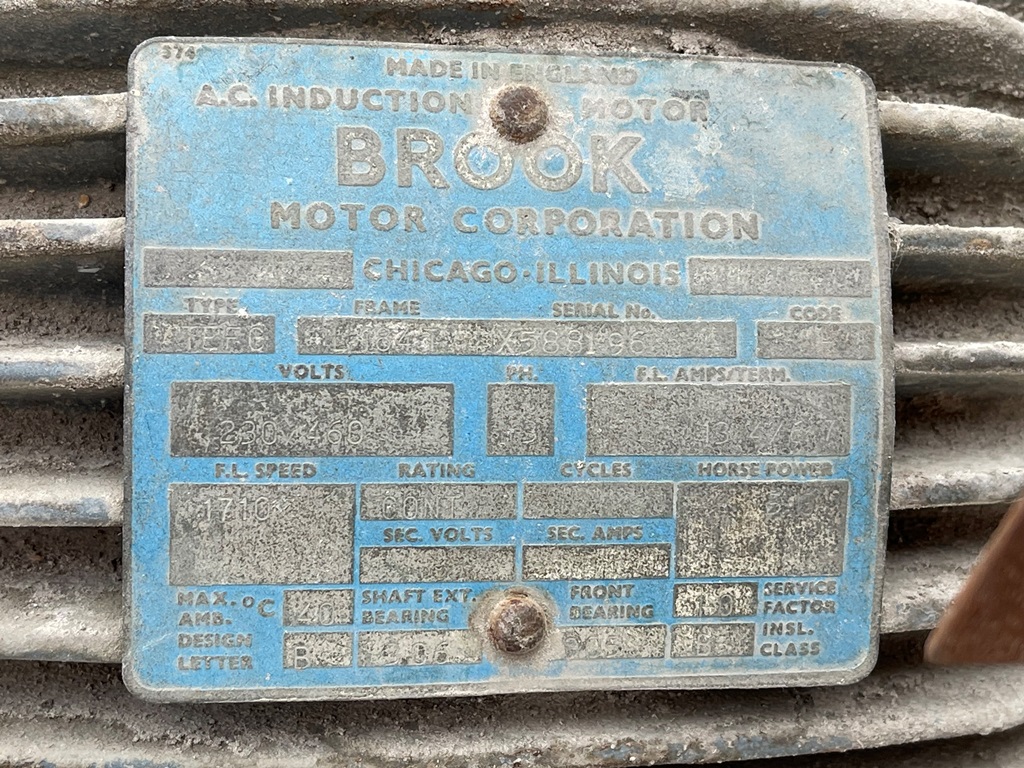 374
MADE IN ENGLAND
A.C. INDUCTION MOTOR
BROOK
MOTOR CORPORATION
CHICAGO·ILLINOIS
TYPE FRAME SERIAL No. CODE
TEFC X588196
VOLTS PH. F.L. AMPS/TERM.
230/460 3
F.L. SPEED RATING CYCLES HORSE POWER
1710 CONT
SEC. VOLTS SEC. AMPS
MAX. °C AMB. 40 SHAFT EXT. BEARING FRONT BEARING 1.0 SERVICE FACTOR
DESIGN LETTER B INSL. CLASS